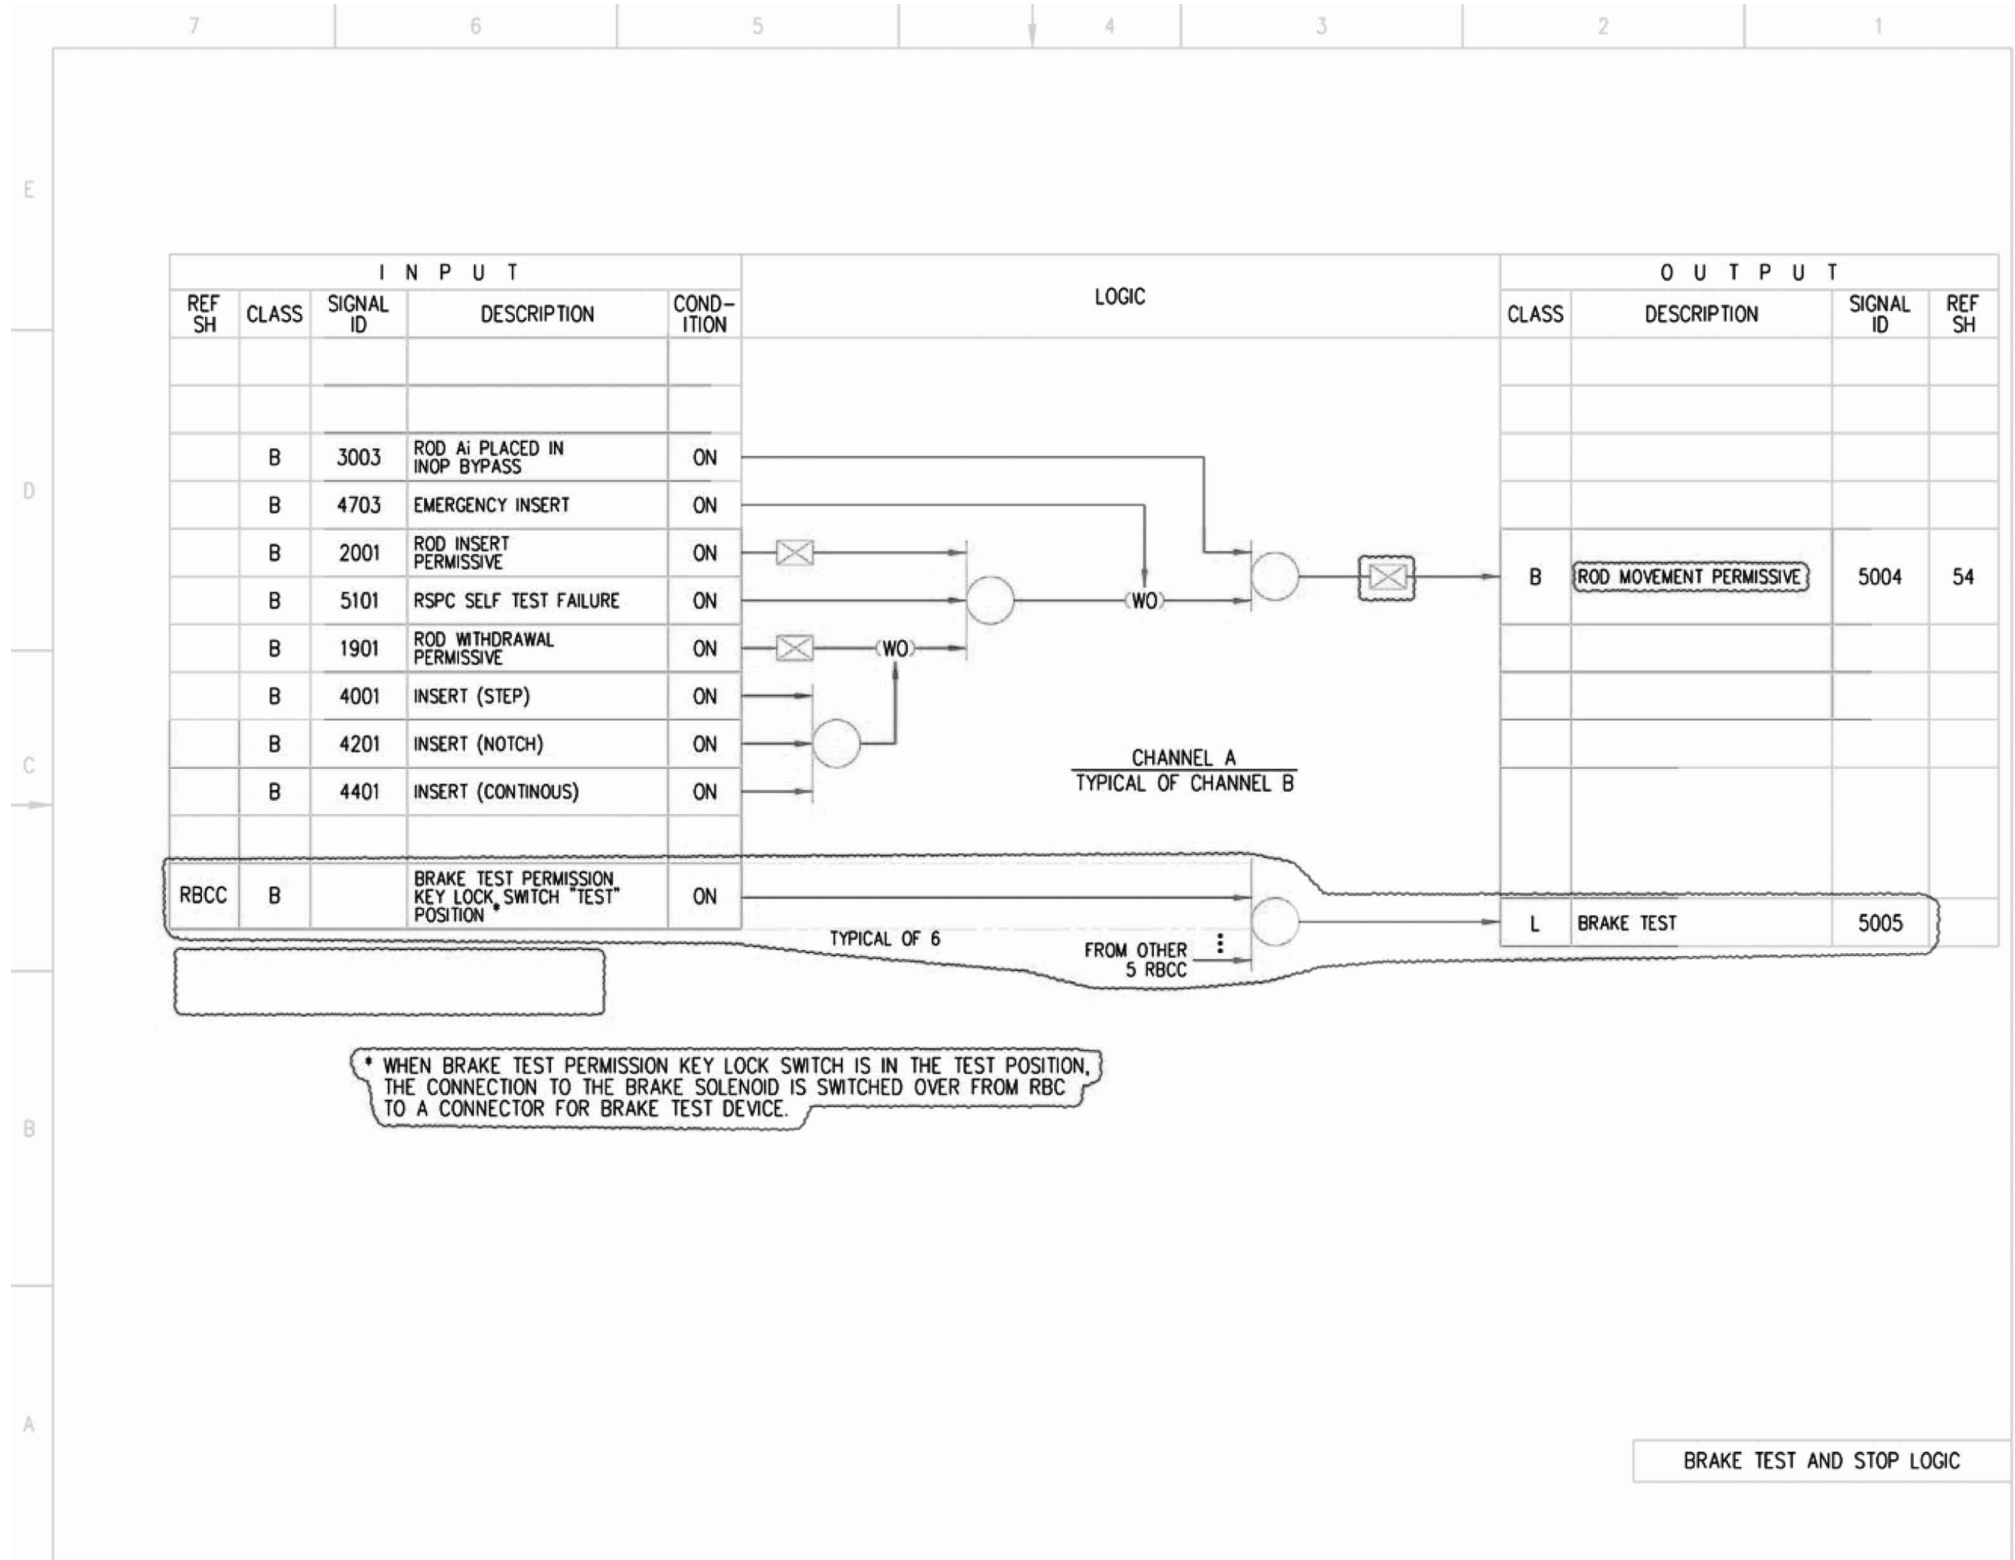 7 6 5 4 3 2 1
E
D
C
B
A
I N P U T
LOGIC
O U T P U T
REF SH CLASS SIGNAL ID DESCRIPTION COND-ITION
CLASS DESCRIPTION SIGNAL ID REF SH
B 3003 ROD Ai PLACED IN
INOP BYPASS ON
B 4703 EMERGENCY INSERT ON
B 2001 ROD INSERT
PERMISSIVE ON
B 5101 RSPC SELF TEST FAILURE ON
(WO)
B ROD MOVEMENT PERMISSIVE 5004 54
B 1901 ROD WITHDRAWAL
PERMISSIVE ON
(WO)
B 4001 INSERT (STEP) ON
B 4201 INSERT (NOTCH) ON
B 4401 INSERT (CONTINOUS) ON
CHANNEL A
TYPICAL OF CHANNEL B
RBCC B BRAKE TEST PERMISSION
KEY LOCK SWITCH "TEST"
POSITION * ON
TYPICAL OF 6
FROM OTHER
5 RBCC
L BRAKE TEST 5005
* WHEN BRAKE TEST PERMISSION KEY LOCK SWITCH IS IN THE TEST POSITION,
THE CONNECTION TO THE BRAKE SOLENOID IS SWITCHED OVER FROM RBC
TO A CONNECTOR FOR BRAKE TEST DEVICE.
BRAKE TEST AND STOP LOGIC